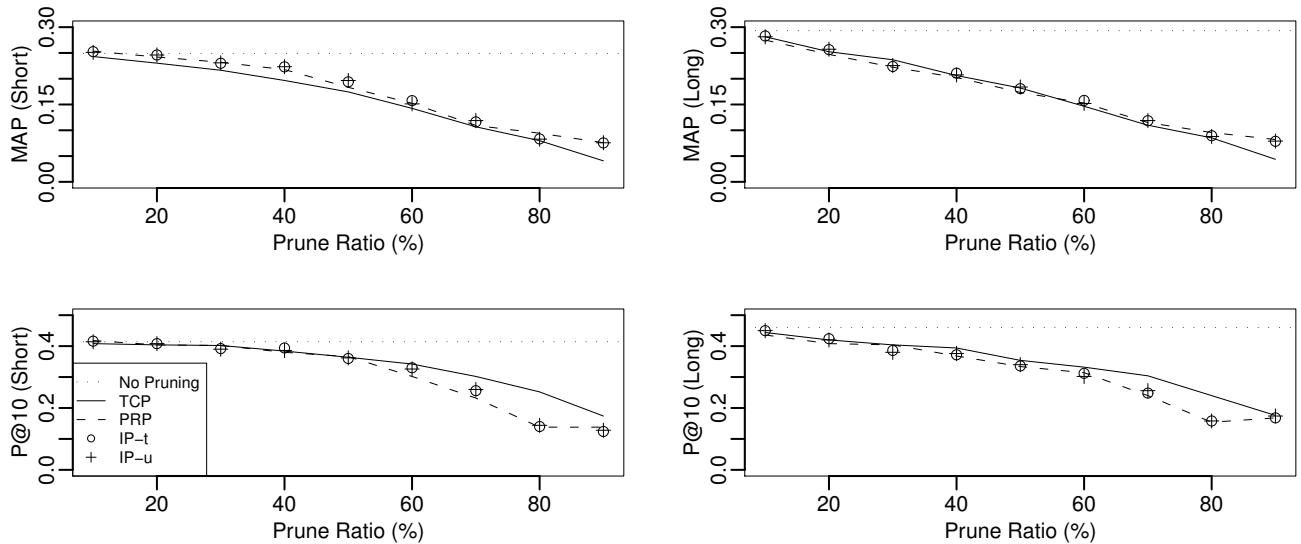 MAP (Short)
0.00 0.15 0.30
20 40 60 80
Prune Ratio (%)
MAP (Long)
0.00 0.15 0.30
20 40 60 80
Prune Ratio (%)
P@10 (Short)
0.0 0.2 0.4
No Pruning
TCP
PRP
IP−t
IP−u
20 40 60 80
Prune Ratio (%)
P@10 (Long)
0.0 0.2 0.4
20 40 60 80
Prune Ratio (%)